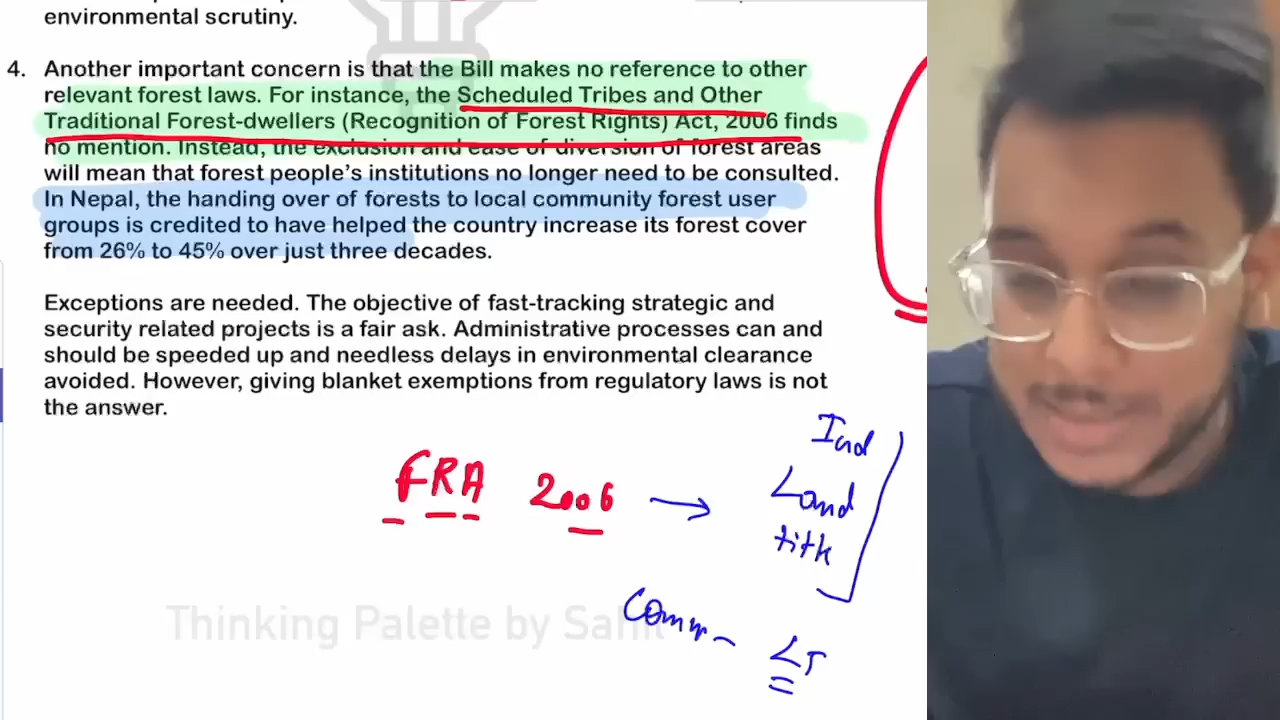 environmental scrutiny.
4. Another important concern is that the Bill makes no reference to other
relevant forest laws. For instance, the Scheduled Tribes and Other
Traditional Forest-dwellers (Recognition of Forest Rights) Act, 2006 finds
no mention. Instead, the exclusion and ease of diversion of forest areas
will mean that forest people's institutions no longer need to be consulted.
In Nepal, the handing over of forests to local community forest user
groups is credited to have helped the country increase its forest cover
from 26% to 45% over just three decades.
Exceptions are needed. The objective of fast-tracking strategic and
security related projects is a fair ask. Administrative processes can and
should be speeded up and needless delays in environmental clearance
avoided. However, giving blanket exemptions from regulatory laws is not
the answer.
Ind
FRA 2006 → Land
title
Comm-
LT
Thinking Palette by Sahil